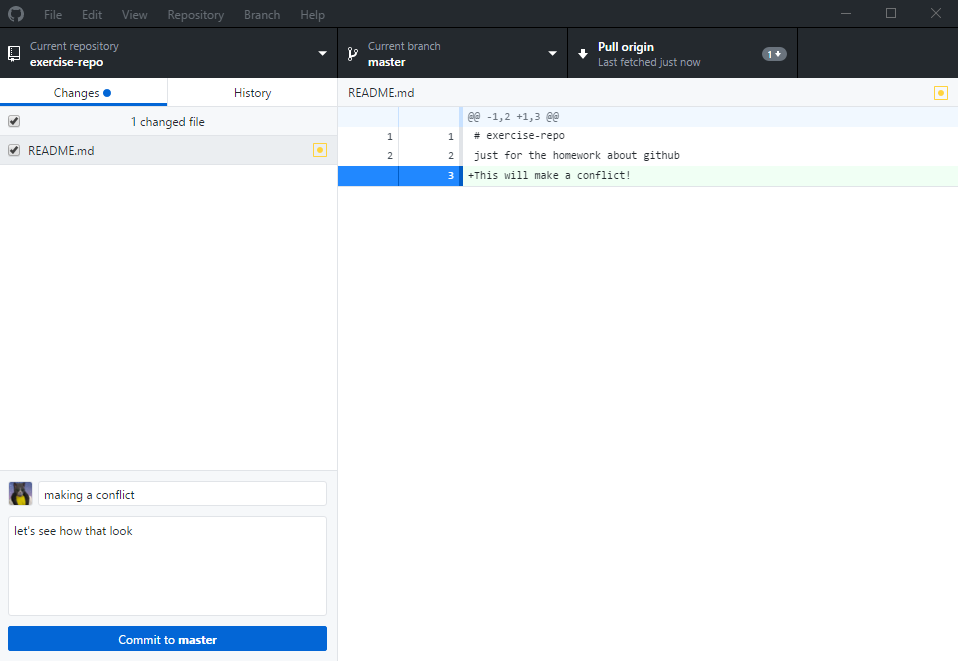 File Edit View Repository Branch Help
Current repository
exercise-repo
Current branch
master
Pull origin
Last fetched just now
1
Changes History
1 changed file
README.md
making a conflict
let's see how that look
Commit to master
README.md
@@ -1,2 +1,3 @@
1 1 # exercise-repo
2 2 just for the homework about github
3 +This will make a conflict!